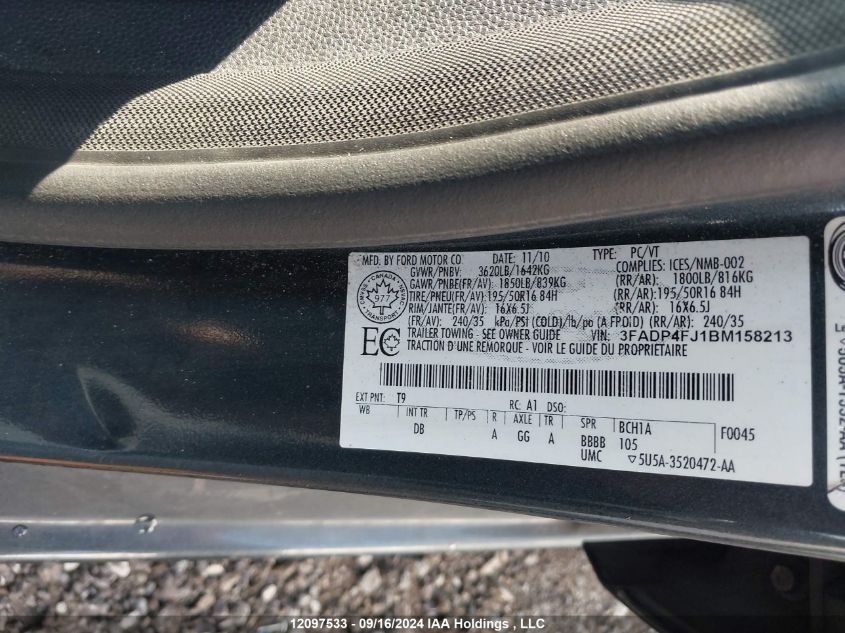 MFD. BY FORD MOTOR CO DATE: 11/10 TYPE: PC/VT
GVWR/PNBV: 3620LB/1642KG COMPLIES: ICES/NMB-002
GAWR/PNBE(FR/AV): 1850LB/839KG (RR/AR): 1800LB/816KG
TIRE/PNEU(FR/AV):195/50R16 84H (RR/AR):195/50R16 84H
RIM/JANTE(FR/AV): 16X6.5J (RR/AR): 16X6.5J
(FR/AV): 240/35 kPa/PSI (COLD)/lb/po (A FROID) (RR/AR): 240/35
TRAILER TOWING - SEE OWNER GUIDE VIN: 3FADP4FJ1BM158213
TRACTION D'UNE REMORQUE - VOIR LE GUIDE DU PROPRIETAIRE
CANADA
977
EC
EXT PNT: T9 RC: A1 DSO:
WB INT TR TP/PS R AXLE TR SPR BCH1A F0045
DB A GG A BBBB 105
UMC ▽5U5A-3520472-AA
12097533 - 09/16/2024 IAA Holdings, LLC